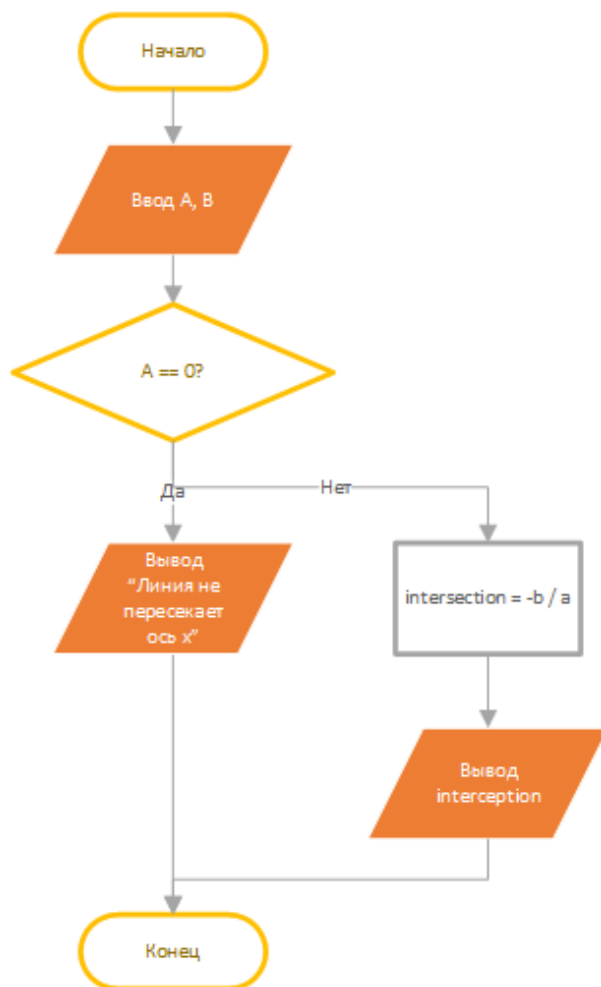 Начало
Ввод A, B
A == 0?
Да
Нет
Вывод
“Линия не
пересекает
ось x”
intersection = -b / a
Вывод
interception
Конец